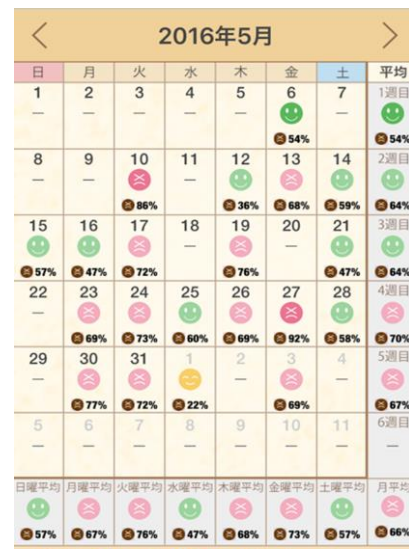 2016年5月
日 月 火 水 木 金 土 平均
1 2 3 4 5 6 7 1週目
— — — — — —
54% 54%
8 9 10 11 12 13 14 2週目
— — —
86% 36% 68% 59% 64%
15 16 17 18 19 20 21 3週目
— —
57% 47% 72% 76% 47% 64%
22 23 24 25 26 27 28 4週目
—
69% 73% 60% 69% 92% 58% 70%
29 30 31 1 2 3 4 5週目
— — —
77% 72% 22% 69% 67%
5 6 7 8 9 10 11 6週目
— — — — — — — —
日曜平均 月曜平均 火曜平均 水曜平均 木曜平均 金曜平均 土曜平均 月平均
57% 67% 76% 47% 68% 73% 57% 66%